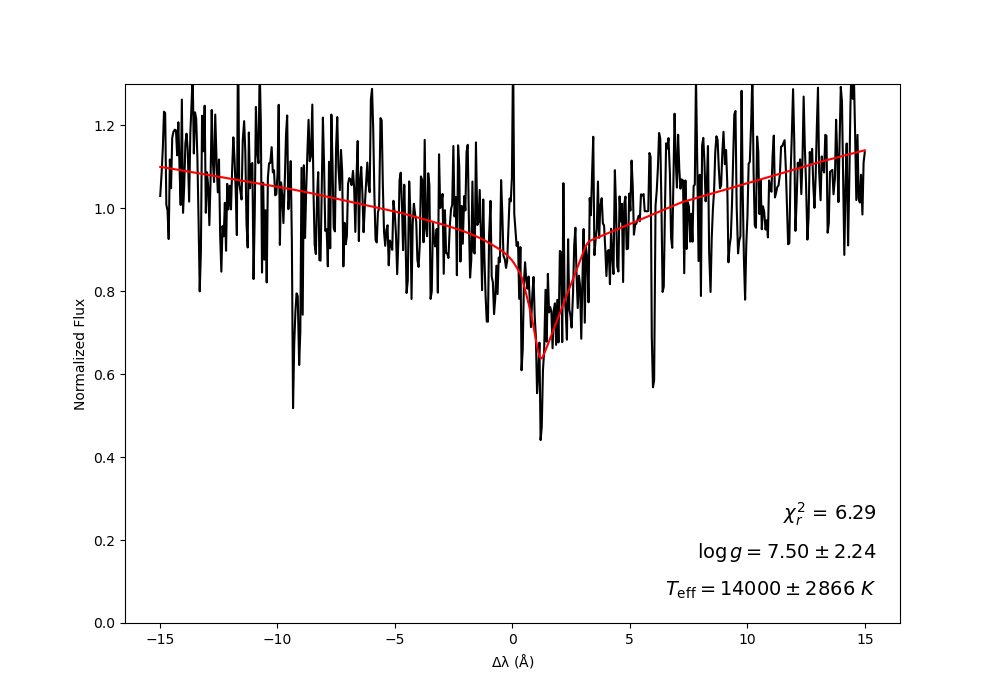 1.2
1.0
0.8
0.6
0.4
0.2
0.0
Normalized Flux
χ²ᵣ = 6.29
log g = 7.50 ± 2.24
T_eff = 14000 ± 2866 K
−15 −10 −5 0 5 10 15
Δλ (Å)